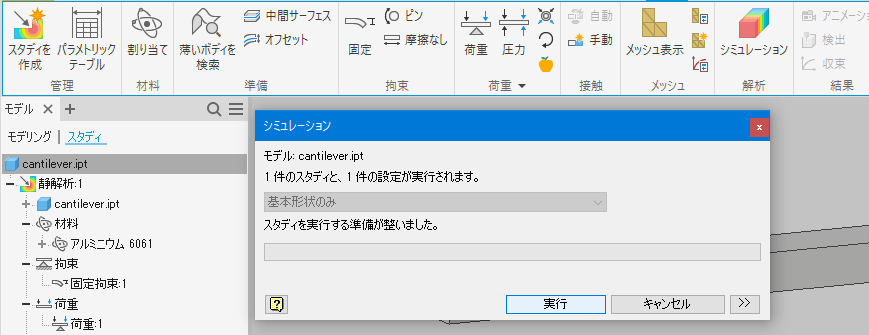 スタディを作成
パラメトリックテーブル
管理
割り当て
材料
薄いボディを検索
中間サーフェス
オフセット
準備
固定
ピン
摩擦なし
拘束
荷重
圧力
荷重
自動
手動
接触
メッシュ表示
メッシュ
シミュレーション
解析
アニメーショ
検出
収束
結果
モデル
モデリング
スタディ
cantilever.ipt
静解析:1
cantilever.ipt
材料
アルミニウム 6061
拘束
固定拘束:1
荷重
荷重:1
シミュレーション
モデル: cantilever.ipt
1 件のスタディと、1 件の設定が実行されます。
基本形状のみ
スタディを実行する準備が整いました。
実行
キャンセル
>>